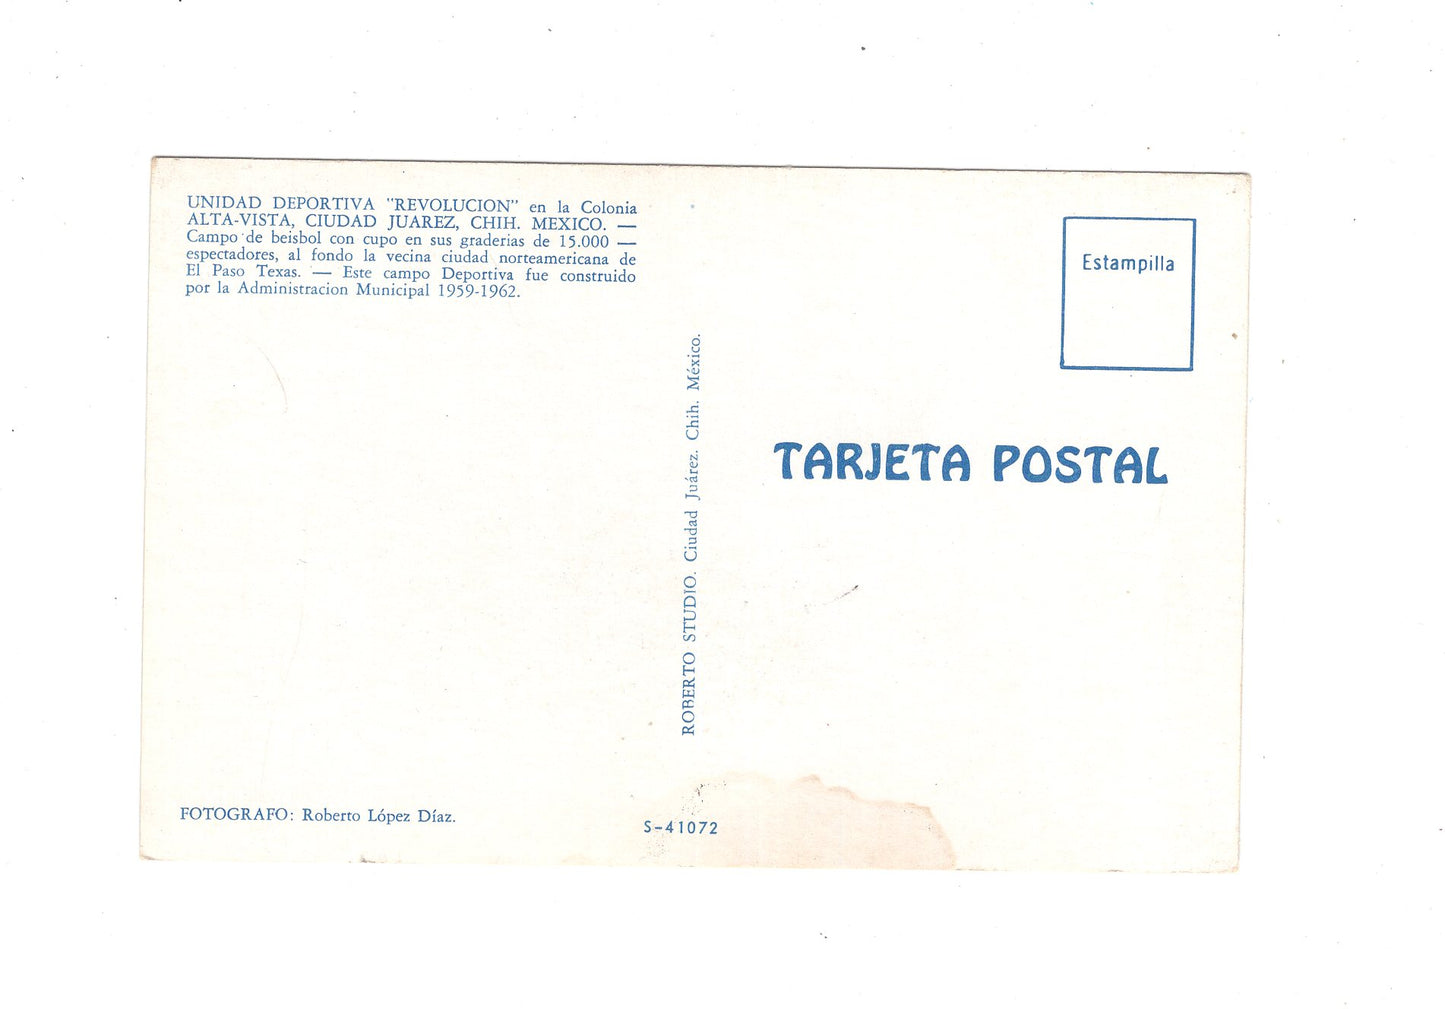 UNIDAD DEPORTIVA "REVOLUCION" en la Colonia
ALTA-VISTA, CIUDAD JUAREZ, CHIH. MEXICO. —
Campo de beisbol con cupo en sus graderias de 15.000 —
espectadores, al fondo la vecina ciudad norteamericana de
El Paso Texas. — Este campo Deportiva fue construido
por la Administracion Municipal 1959-1962.
Estampilla
TARJETA POSTAL
ROBERTO STUDIO. Ciudad Juárez. Chih. México.
FOTOGRAFO: Roberto López Díaz.
S-41072